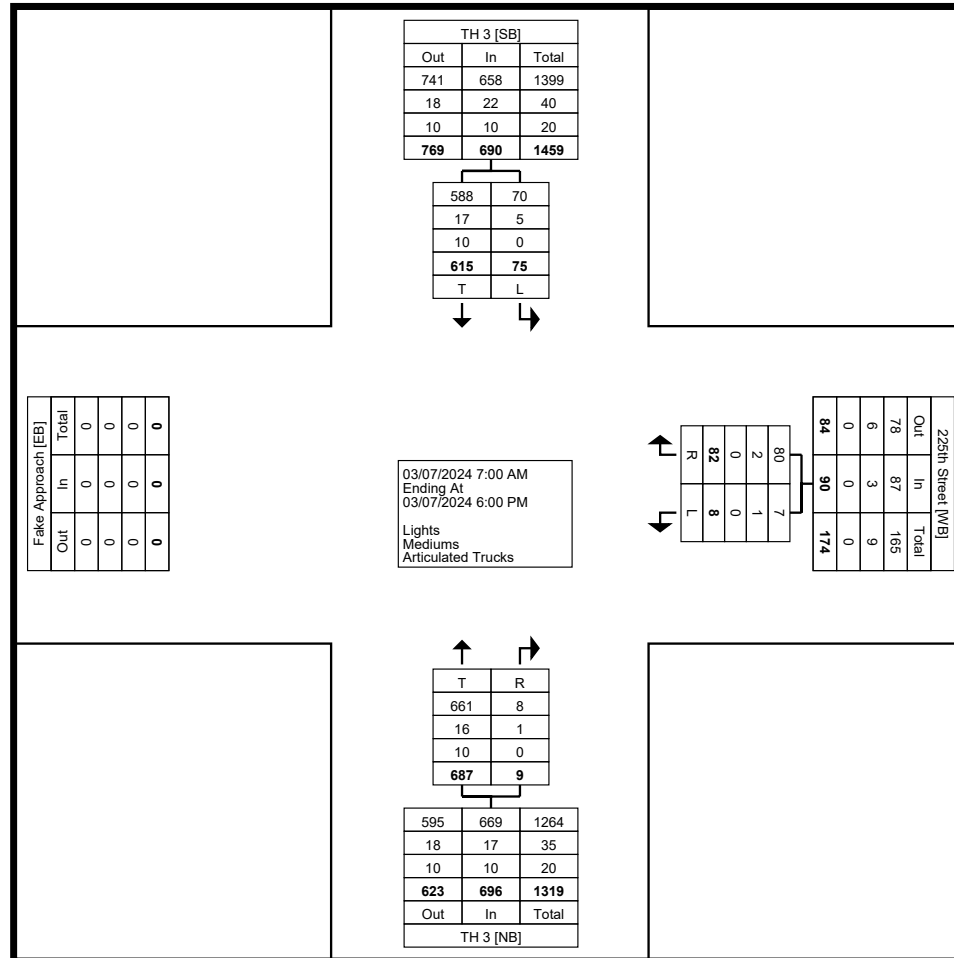 TH 3 [SB]
Out In Total
741 658 1399
18 22 40
10 10 20
769 690 1459
588 70
17 5
10 0
615 75
T L
Fake Approach [EB]
Out In Total
0 0 0
0 0 0
0 0 0
0 0 0
03/07/2024 7:00 AM
Ending At
03/07/2024 6:00 PM
Lights
Mediums
Articulated Trucks
80 7
2 1
0 0
82 8
R L
225th Street [WB]
Out In Total
78 87 165
6 3 9
0 0 0
84 90 174
T R
661 8
16 1
10 0
687 9
595 669 1264
18 17 35
10 10 20
623 696 1319
Out In Total
TH 3 [NB]